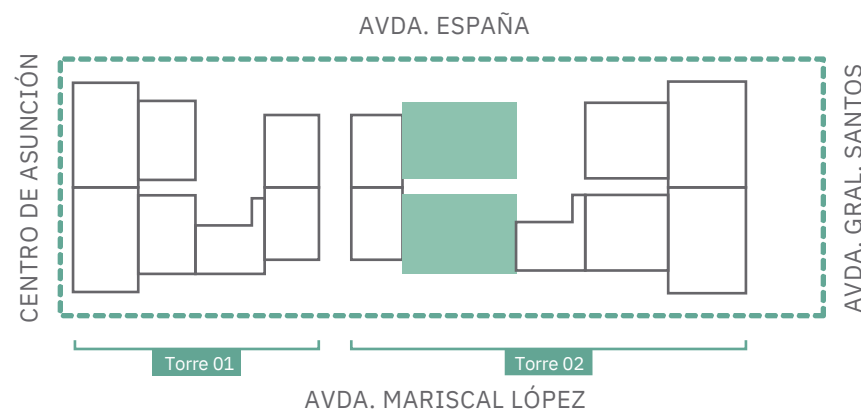 AVDA. ESPAÑA
CENTRO DE ASUNCIÓN
AVDA. GRAL. SANTOS
Torre 01
Torre 02
AVDA. MARISCAL LÓPEZ